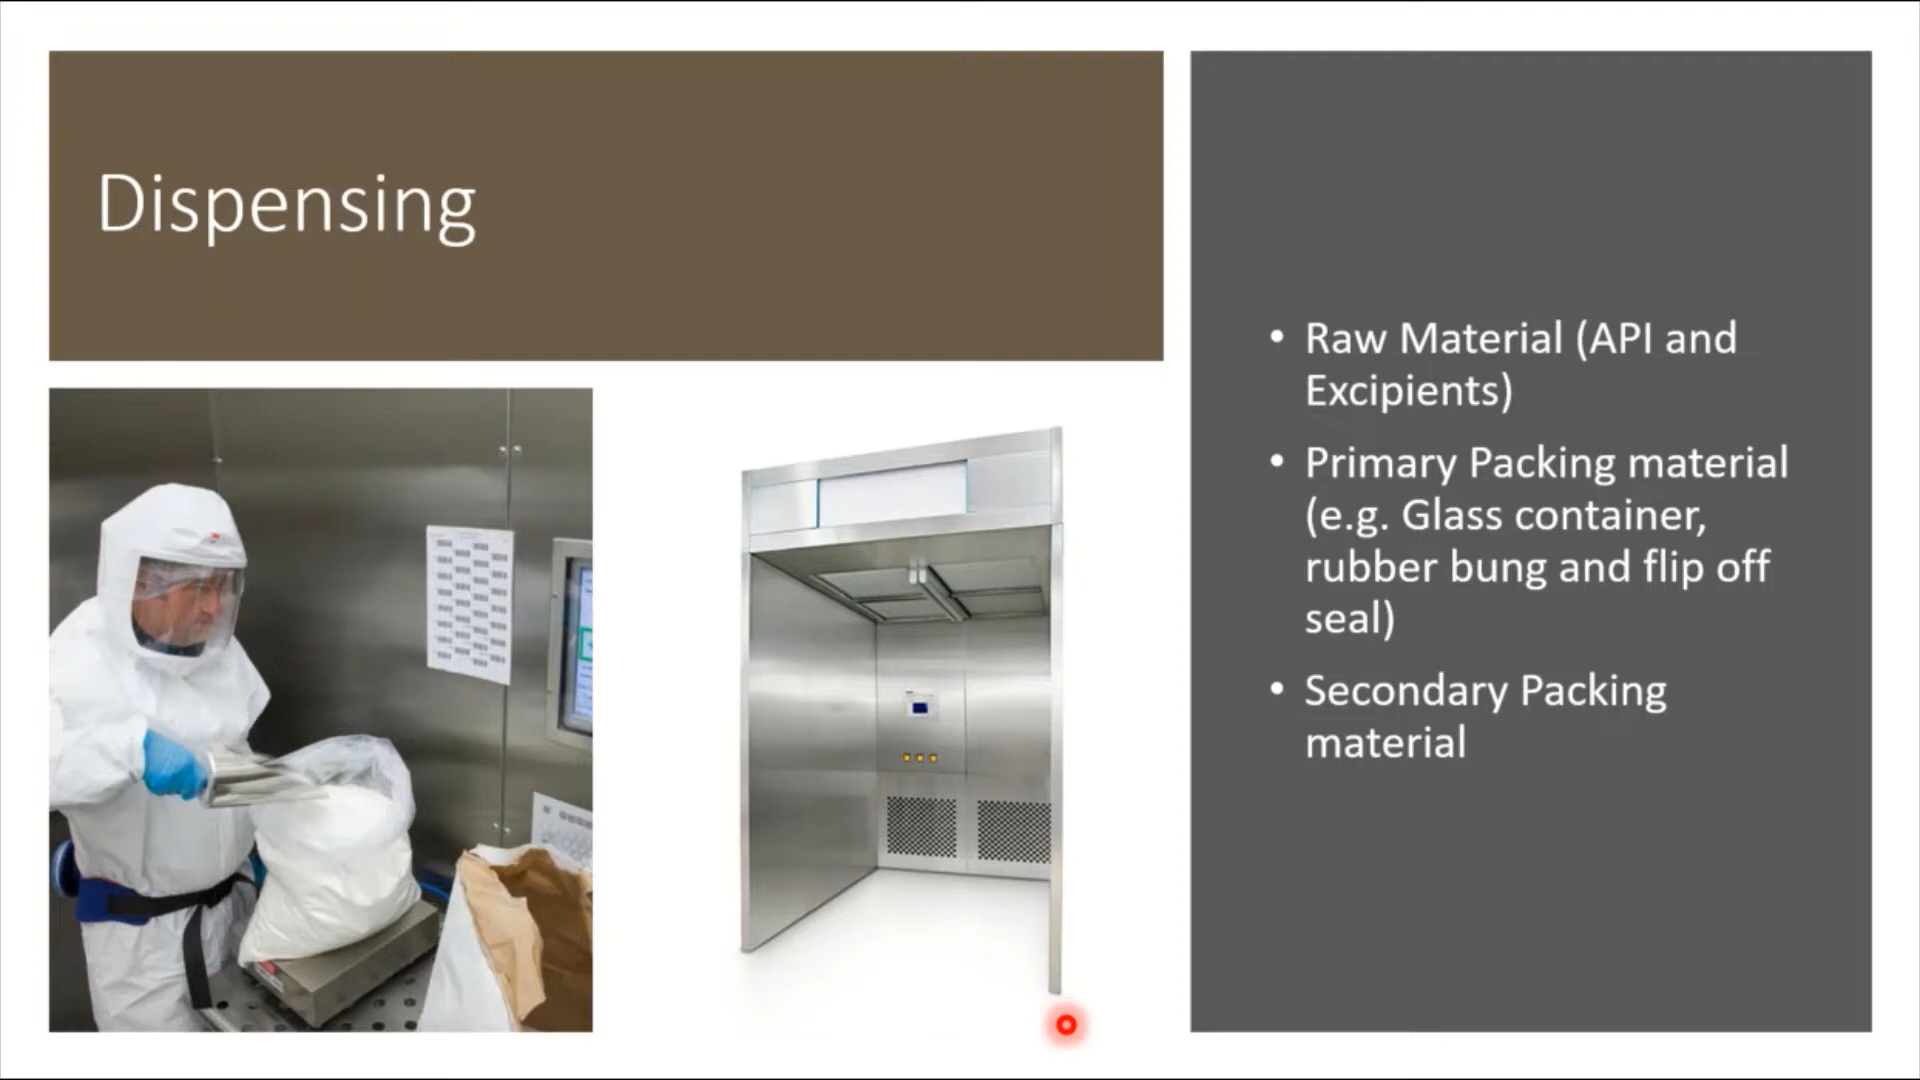 Dispensing
• Raw Material (API and
Excipients)
• Primary Packing material
(e.g. Glass container,
rubber bung and flip off
seal)
• Secondary Packing
material